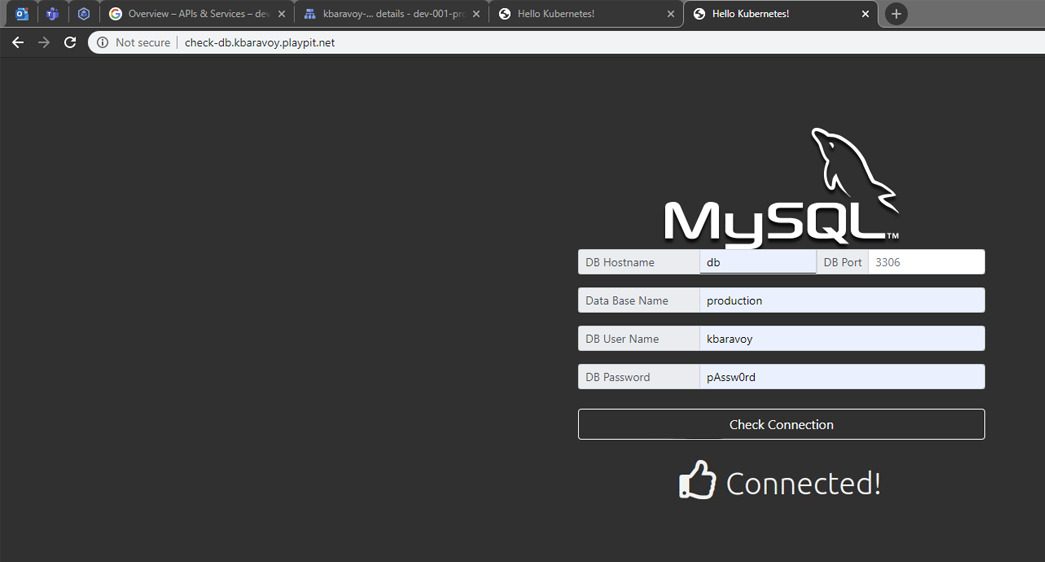 Overview – APIs & Services – dev
kbaravoy-... details - dev-001-pro
Hello Kubernetes!
Hello Kubernetes!
Not secure | check-db.kbaravoy.playpit.net
MySQL™
DB Hostname db DB Port 3306
Data Base Name production
DB User Name kbaravoy
DB Password pAssw0rd
Check Connection
Connected!